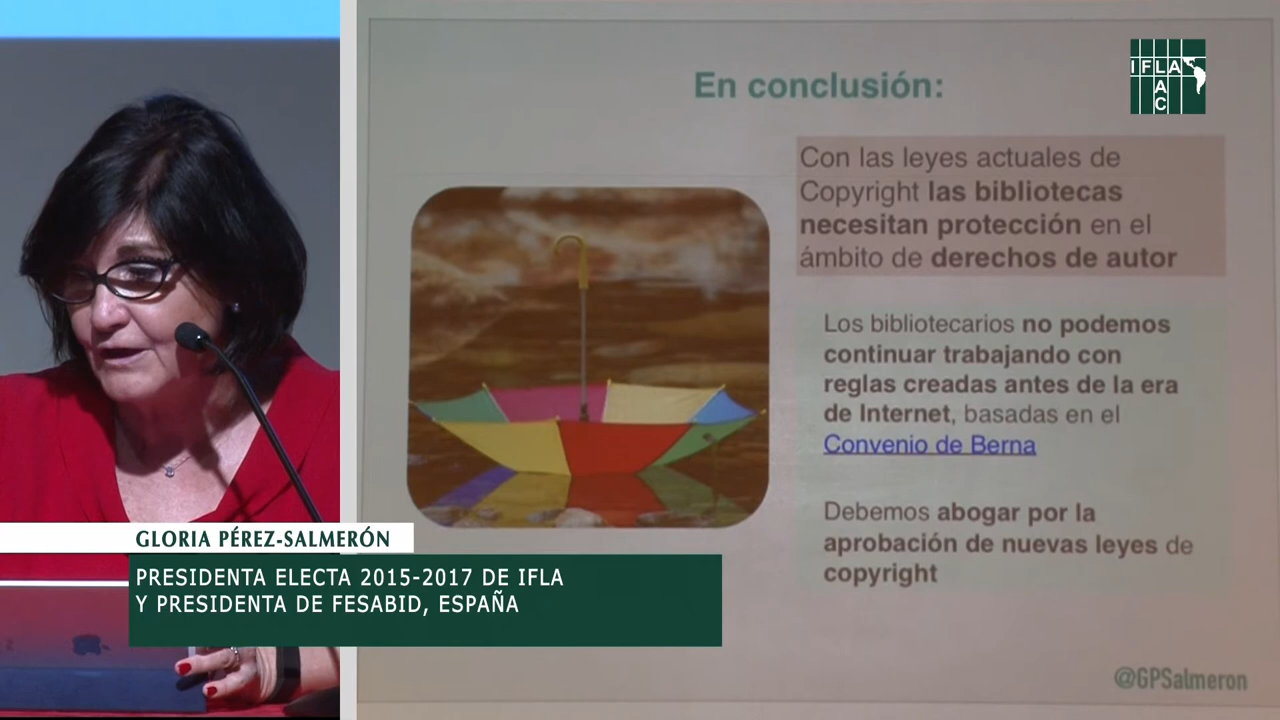 En conclusión:
IFLA
LAC
Con las leyes actuales de
Copyright las bibliotecas
necesitan protección en el
ámbito de derechos de autor
Los bibliotecarios no podemos
continuar trabajando con
reglas creadas antes de la era
de Internet, basadas en el
Convenio de Berna
Debemos abogar por la
aprobación de nuevas leyes de
copyright
@GPSalmeron
GLORIA PÉREZ-SALMERÓN
PRESIDENTA ELECTA 2015-2017 DE IFLA
Y PRESIDENTA DE FESABID, ESPAÑA